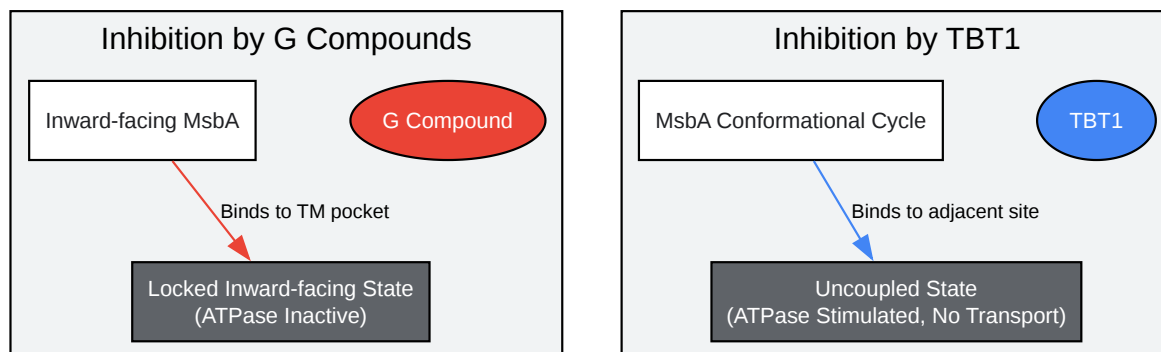 Inhibition by G Compounds
Inward-facing MsbA
G Compound
Binds to TM pocket
Locked Inward-facing State
(ATPase Inactive)
Inhibition by TBT1
MsbA Conformational Cycle
TBT1
Binds to adjacent site
Uncoupled State
(ATPase Stimulated, No Transport)